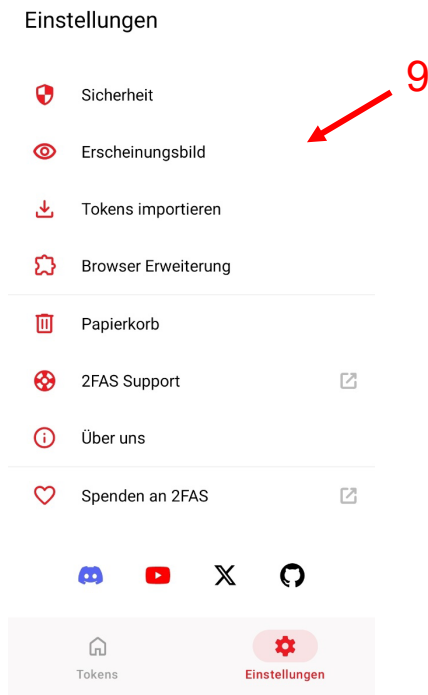 Einstellungen
9
Sicherheit
Erscheinungsbild
Tokens importieren
Browser Erweiterung
Papierkorb
2FAS Support
Über uns
Spenden an 2FAS
Tokens
Einstellungen